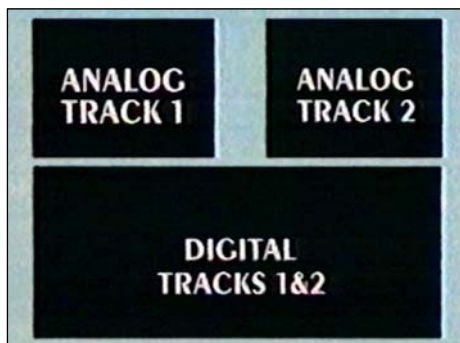 ANALOG
TRACK 1
ANALOG
TRACK 2
DIGITAL
TRACKS 1&2